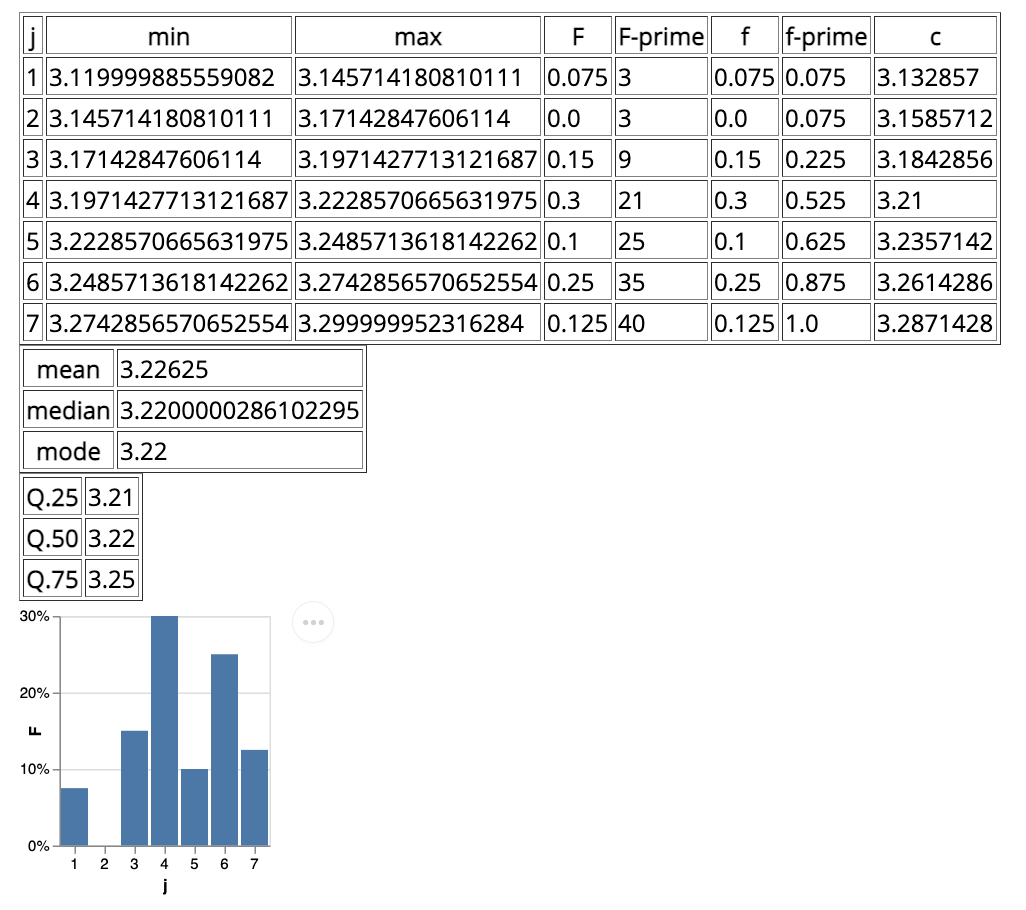 j min max F F-prime f f-prime c
1 3.119999885559082 3.145714180810111 0.075 3 0.075 0.075 3.132857
2 3.145714180810111 3.17142847606114 0.0 3 0.0 0.075 3.1585712
3 3.17142847606114 3.1971427713121687 0.15 9 0.15 0.225 3.1842856
4 3.1971427713121687 3.2228570665631975 0.3 21 0.3 0.525 3.21
5 3.2228570665631975 3.2485713618142262 0.1 25 0.1 0.625 3.2357142
6 3.2485713618142262 3.2742856570652554 0.25 35 0.25 0.875 3.2614286
7 3.2742856570652554 3.299999952316284 0.125 40 0.125 1.0 3.2871428
mean 3.22625
median 3.2200000286102295
mode 3.22
Q.25 3.21
Q.50 3.22
Q.75 3.25
30%
20%
10%
0%
F
1 2 3 4 5 6 7
j